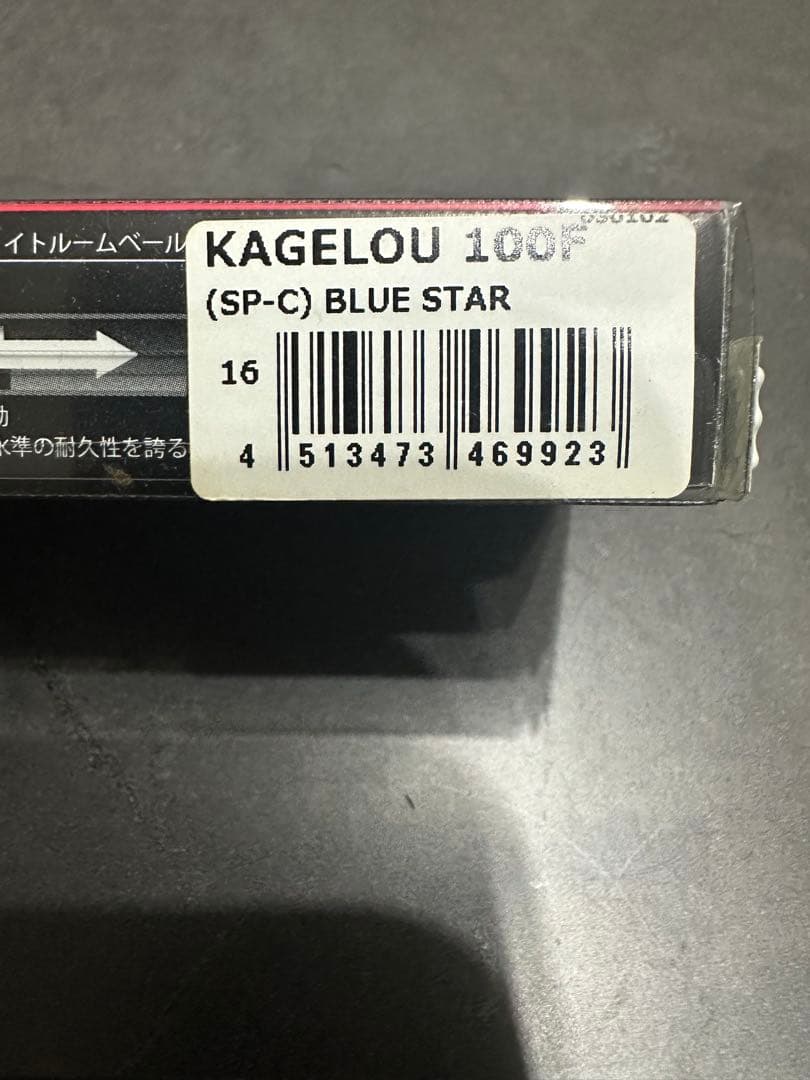 イトルームベール
KAGELOU 100F
(SP-C) BLUE STAR
16
4 513473 469923
水準の耐久性を誇る